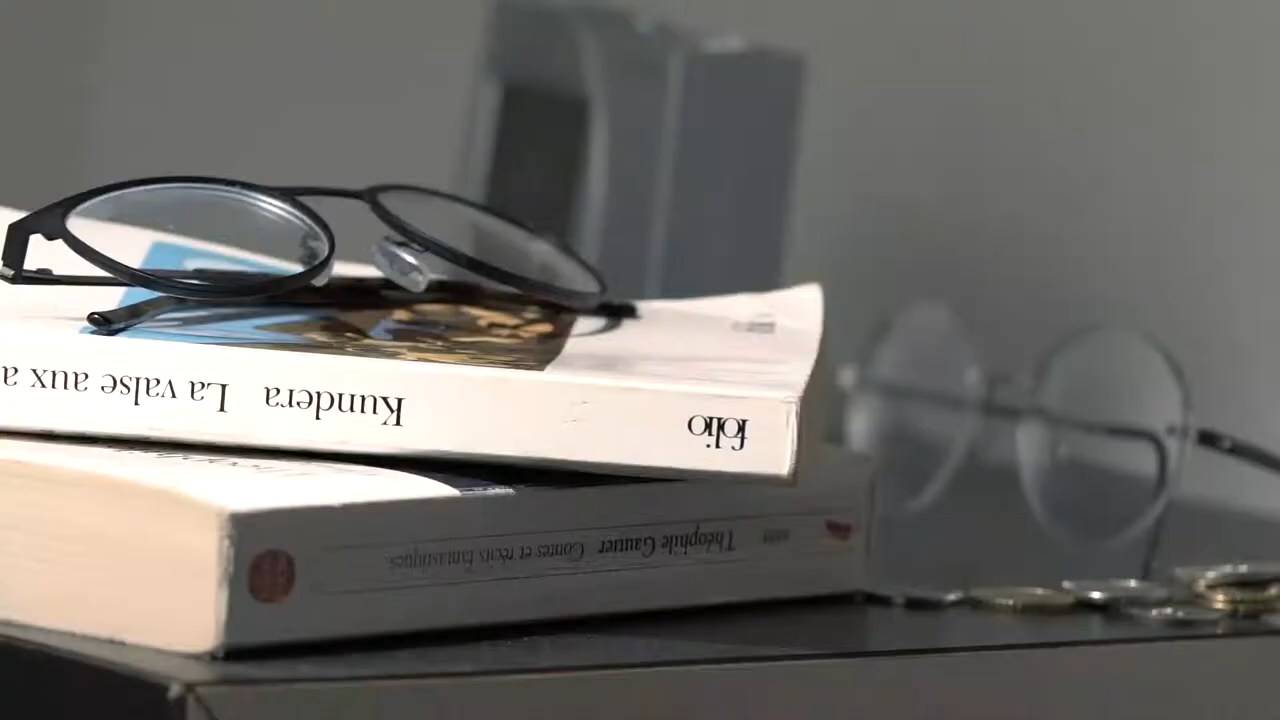 folio Kundera La valse aux a
Théophile Gautier Contes et récits fantastiques